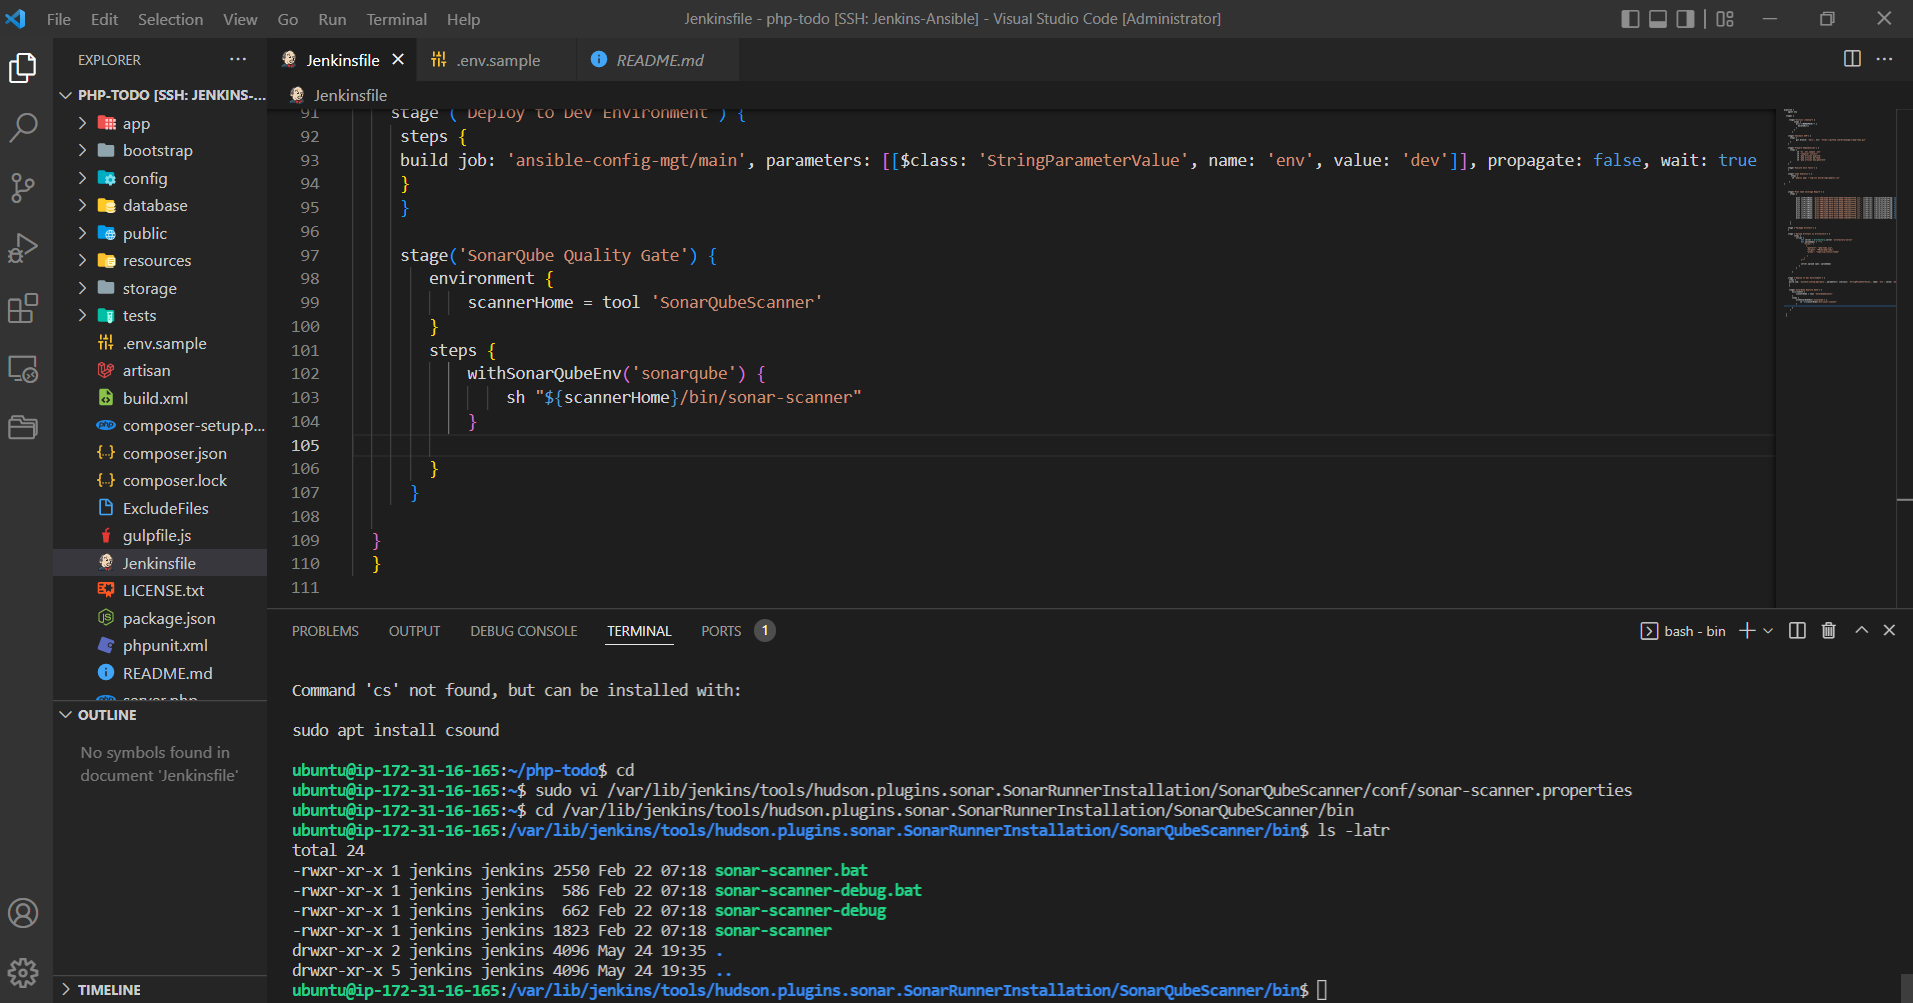 File Edit Selection View Go Run Terminal Help
Jenkinsfile - php-todo [SSH: Jenkins-Ansible] - Visual Studio Code [Administrator]
EXPLORER
Jenkinsfile
.env.sample
README.md
PHP-TODO [SSH: JENKINS-...
Jenkinsfile
app
bootstrap
config
database
public
resources
storage
tests
.env.sample
artisan
build.xml
composer-setup.p...
composer.json
composer.lock
ExcludeFiles
gulpfile.js
Jenkinsfile
LICENSE.txt
package.json
phpunit.xml
README.md
server.php
OUTLINE
No symbols found in
document 'Jenkinsfile'
TIMELINE
91 stage ('Deploy to Dev Environment') {
92 steps {
93 build job: 'ansible-config-mgt/main', parameters: [[$class: 'StringParameterValue', name: 'env', value: 'dev']], propagate: false, wait: true
94 }
95 }
96
97 stage('SonarQube Quality Gate') {
98 environment {
99 scannerHome = tool 'SonarQubeScanner'
100 }
101 steps {
102 withSonarQubeEnv('sonarqube') {
103 sh "${scannerHome}/bin/sonar-scanner"
104 }
105
106 }
107 }
108
109 }
110 }
111
PROBLEMS OUTPUT DEBUG CONSOLE TERMINAL PORTS 1
bash - bin
Command 'cs' not found, but can be installed with:
sudo apt install csound
ubuntu@ip-172-31-16-165:~/php-todo$ cd
ubuntu@ip-172-31-16-165:~$ sudo vi /var/lib/jenkins/tools/hudson.plugins.sonar.SonarRunnerInstallation/SonarQubeScanner/conf/sonar-scanner.properties
ubuntu@ip-172-31-16-165:~$ cd /var/lib/jenkins/tools/hudson.plugins.sonar.SonarRunnerInstallation/SonarQubeScanner/bin
ubuntu@ip-172-31-16-165:/var/lib/jenkins/tools/hudson.plugins.sonar.SonarRunnerInstallation/SonarQubeScanner/bin$ ls -latr
total 24
-rwxr-xr-x 1 jenkins jenkins 2550 Feb 22 07:18 sonar-scanner.bat
-rwxr-xr-x 1 jenkins jenkins  586 Feb 22 07:18 sonar-scanner-debug.bat
-rwxr-xr-x 1 jenkins jenkins  662 Feb 22 07:18 sonar-scanner-debug
-rwxr-xr-x 1 jenkins jenkins 1823 Feb 22 07:18 sonar-scanner
drwxr-xr-x 2 jenkins jenkins 4096 May 24 19:35 .
drwxr-xr-x 5 jenkins jenkins 4096 May 24 19:35 ..
ubuntu@ip-172-31-16-165:/var/lib/jenkins/tools/hudson.plugins.sonar.SonarRunnerInstallation/SonarQubeScanner/bin$